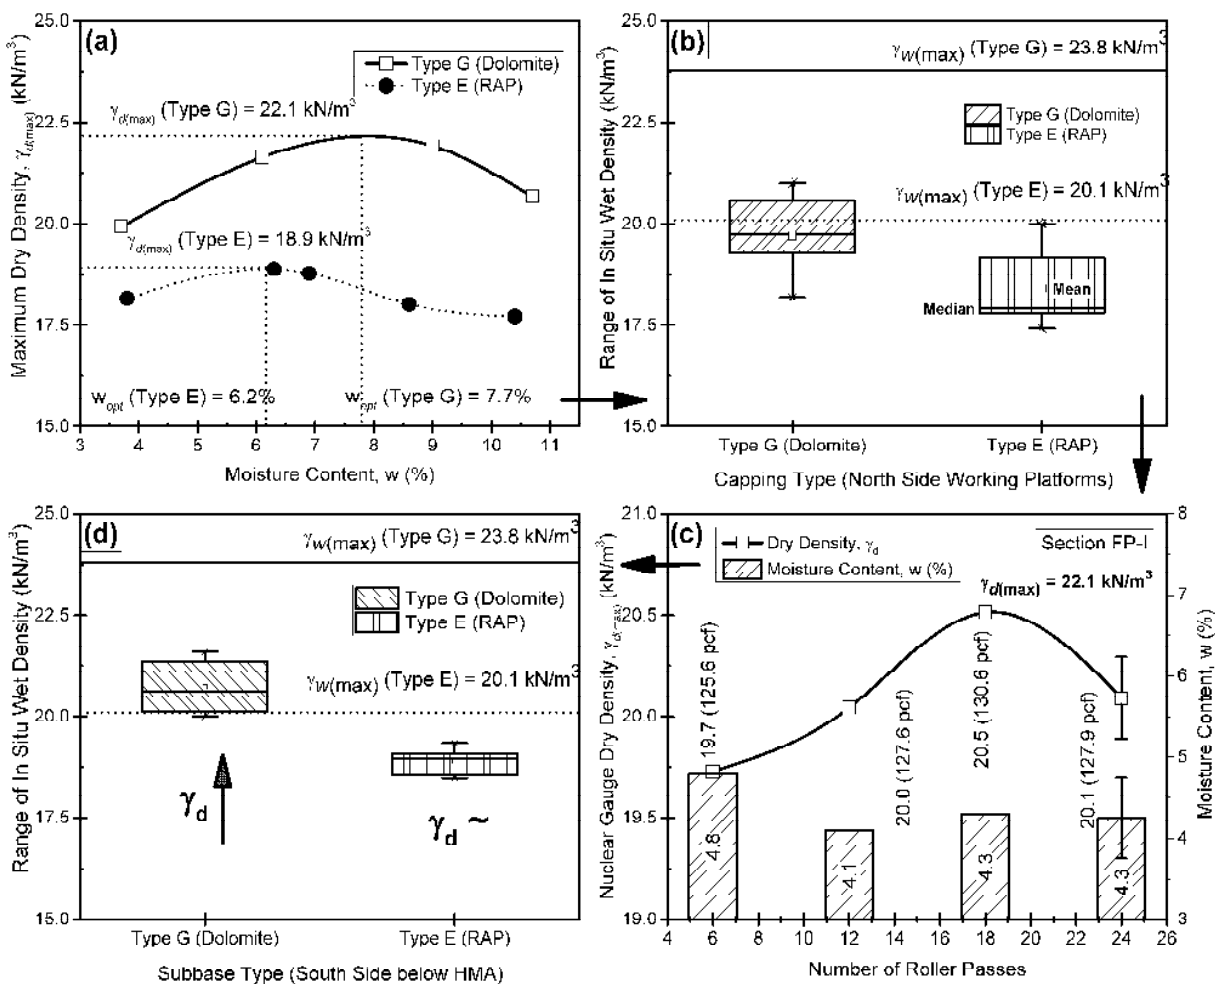 (a)
Type G (Dolomite)
Type E (RAP)
γd(max) (Type G) = 22.1 kN/m³
γd(max) (Type E) = 18.9 kN/m³
wopt (Type E) = 6.2%
wopt (Type G) = 7.7%
Maximum Dry Density, γd(max) (kN/m³)
25.0
22.5
20.0
17.5
15.0
3 4 5 6 7 8 9 10 11
Moisture Content, w (%)
(b)
γw(max) (Type G) = 23.8 kN/m³
Type G (Dolomite)
Type E (RAP)
γw(max) (Type E) = 20.1 kN/m³
Mean
Median
Range of In Situ Wet Density (kN/m³)
25.0
22.5
20.0
17.5
15.0
Type G (Dolomite) Type E (RAP)
Capping Type (North Side Working Platforms)
(d)
γw(max) (Type G) = 23.8 kN/m³
Type G (Dolomite)
Type E (RAP)
γw(max) (Type E) = 20.1 kN/m³
γd
γd ~
Range of In Situ Wet Density (kN/m³)
25.0
22.5
20.0
17.5
15.0
Type G (Dolomite) Type E (RAP)
Subbase Type (South Side below HMA)
(c)
Dry Density, γd
Moisture Content, w (%)
Section FP-I
γd(max) = 22.1 kN/m³
19.7 (125.6 pcf)
20.0 (127.6 pcf)
20.5 (130.6 pcf)
20.1 (127.9 pcf)
4.8
4.1
4.3
4.3
Nuclear Gauge Dry Density, γd(max) (kN/m³)
21.0
20.5
20.0
19.5
19.0
4 6 8 10 12 14 16 18 20 22 24 26
Number of Roller Passes
8
7
6
5
4
3
Moisture Content, w (%)